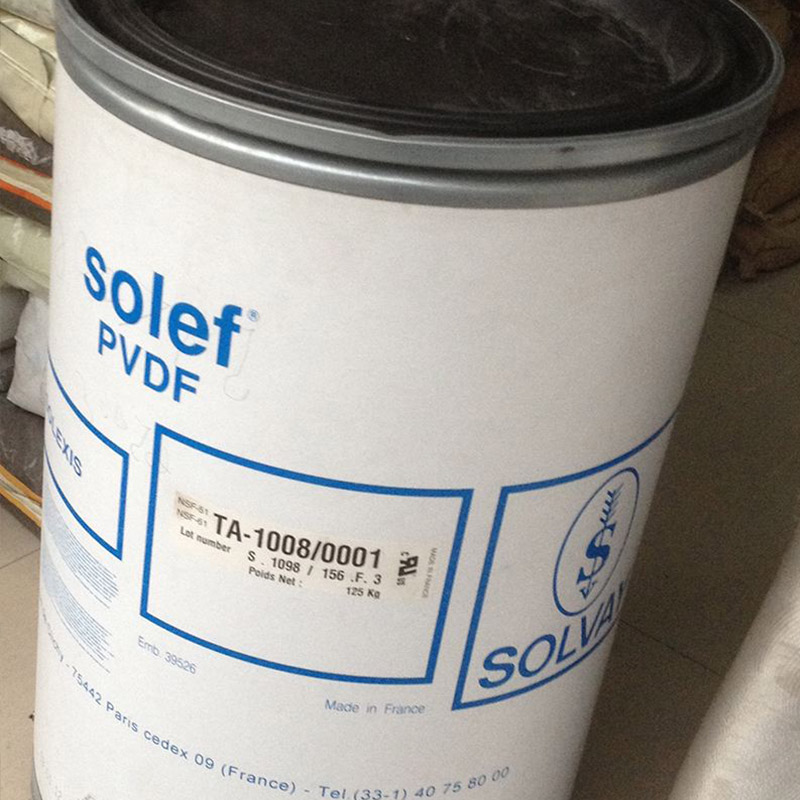 solef®
PVDF
NSF-51
NSF-61
TA-1008/0001
Lot number S . 1098 / 156 .F. 3
Poids Net : 125 Kg
MADE IN FRANCE
SOLVAY
Emb. 39526
Made in France
75442 Paris cedex 09 (France) - Tel.(33-1) 40 75 80 00